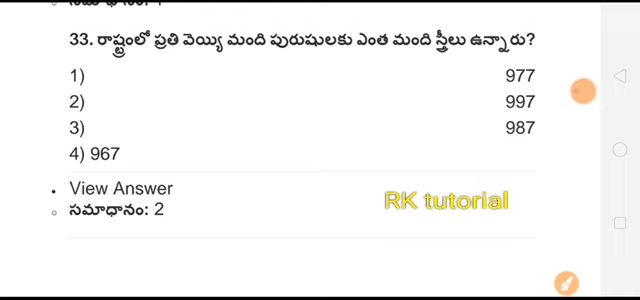 33. రాష్ట్రంలో ప్రతి వెయ్యి మంది పురుషులకు ఎంత మంది స్త్రీలు ఉన్నారు?
1) 977
2) 997
3) 987
4) 967
View Answer
సమాధానం: 2
RK tutorial